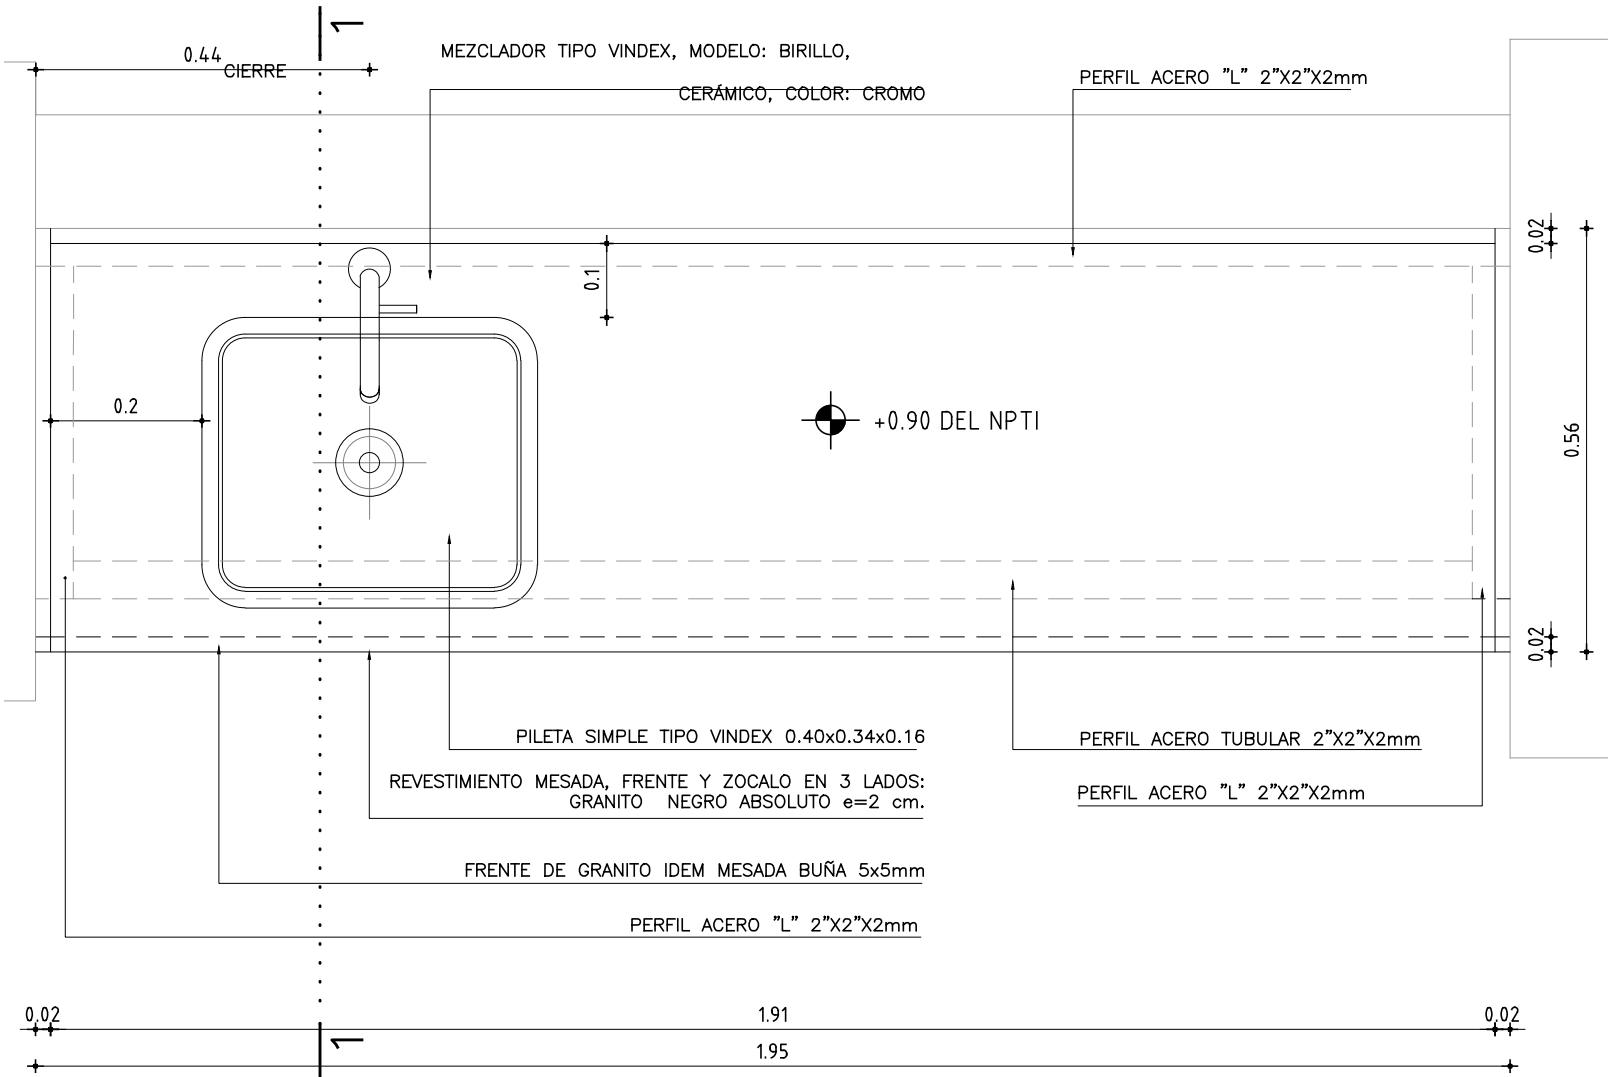 1
0.44
CIERRE
MEZCLADOR TIPO VINDEX, MODELO: BIRILLO,
CERÁMICO, COLOR: CROMO
PERFIL ACERO "L" 2"X2"X2mm
0.02
0.1
0.2
+0.90 DEL NPTI
0.56
0.02
PILETA SIMPLE TIPO VINDEX 0.40x0.34x0.16
PERFIL ACERO TUBULAR 2"X2"X2mm
REVESTIMIENTO MESADA, FRENTE Y ZOCALO EN 3 LADOS:
GRANITO NEGRO ABSOLUTO e=2 cm.
PERFIL ACERO "L" 2"X2"X2mm
FRENTE DE GRANITO IDEM MESADA BUÑA 5x5mm
PERFIL ACERO "L" 2"X2"X2mm
0.02
1.91
0.02
1
1.95